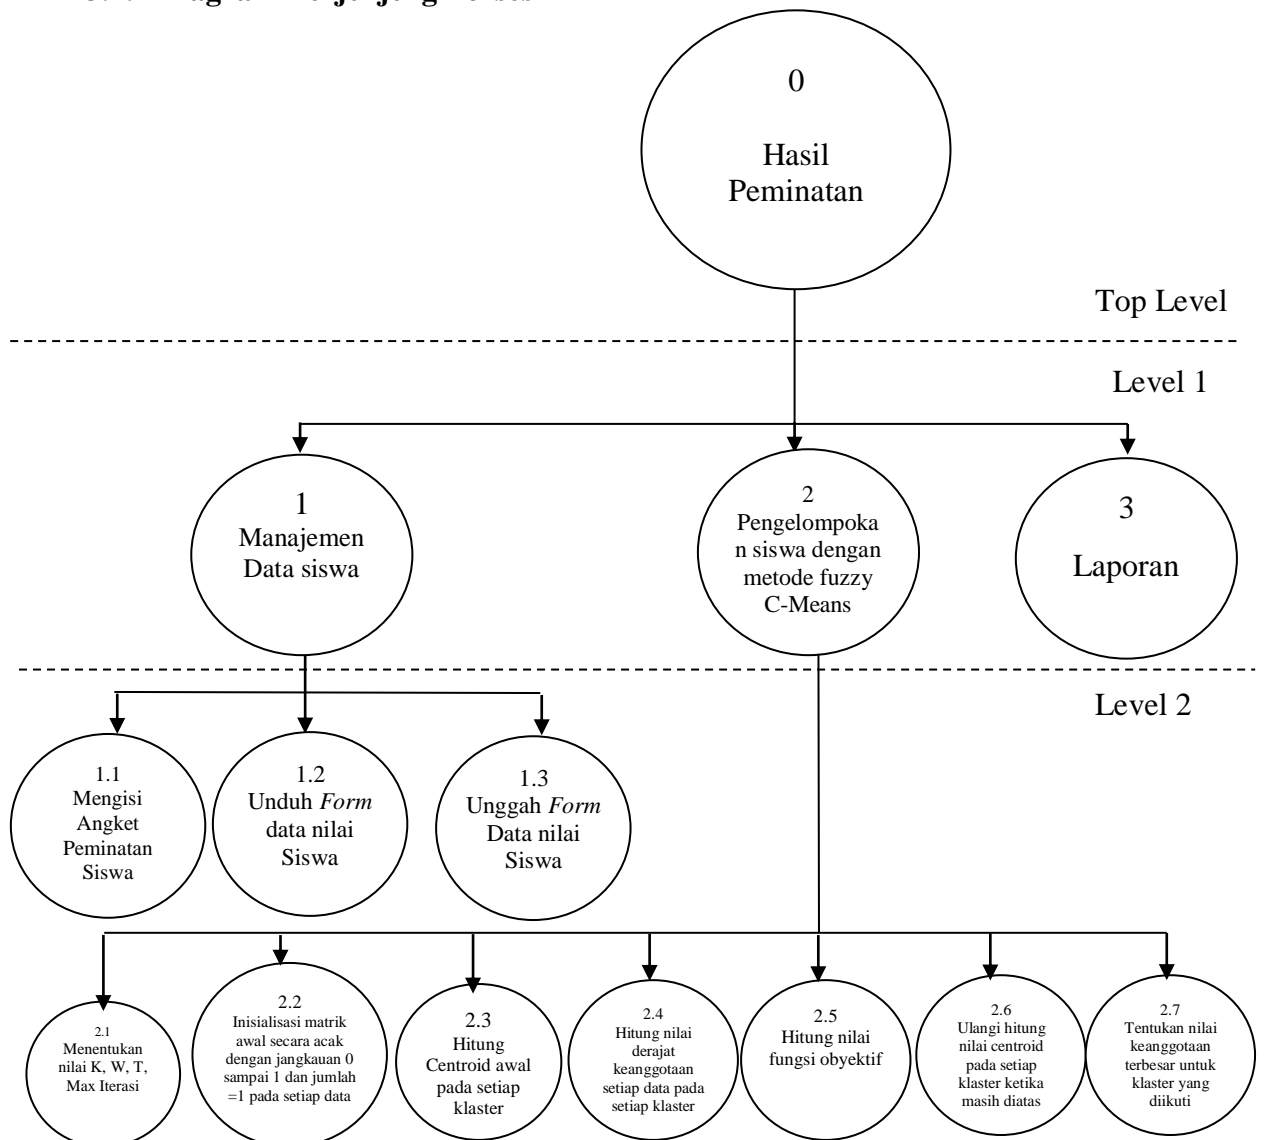 0
Hasil
Peminatan
Top Level
Level 1
1
Manajemen
Data siswa
2
Pengelompoka
n siswa dengan
metode fuzzy
C-Means
3
Laporan
Level 2
1.1
Mengisi
Angket
Peminatan
Siswa
1.2
Unduh Form
data nilai
Siswa
1.3
Unggah Form
Data nilai
Siswa
2.1
Menentukan
nilai K, W, T,
Max Iterasi
2.2
Inisialisasi matrik
awal secara acak
dengan jangkauan 0
sampai 1 dan jumlah
=1 pada setiap data
2.3
Hitung
Centroid awal
pada setiap
klaster
2.4
Hitung nilai
derajat
keanggotaan
setiap data pada
setiap klaster
2.5
Hitung nilai
fungsi obyektif
2.6
Ulangi hitung
nilai centroid
pada setiap
klaster ketika
masih diatas
2.7
Tentukan nilai
keanggotaan
terbesar untuk
klaster yang
diikuti